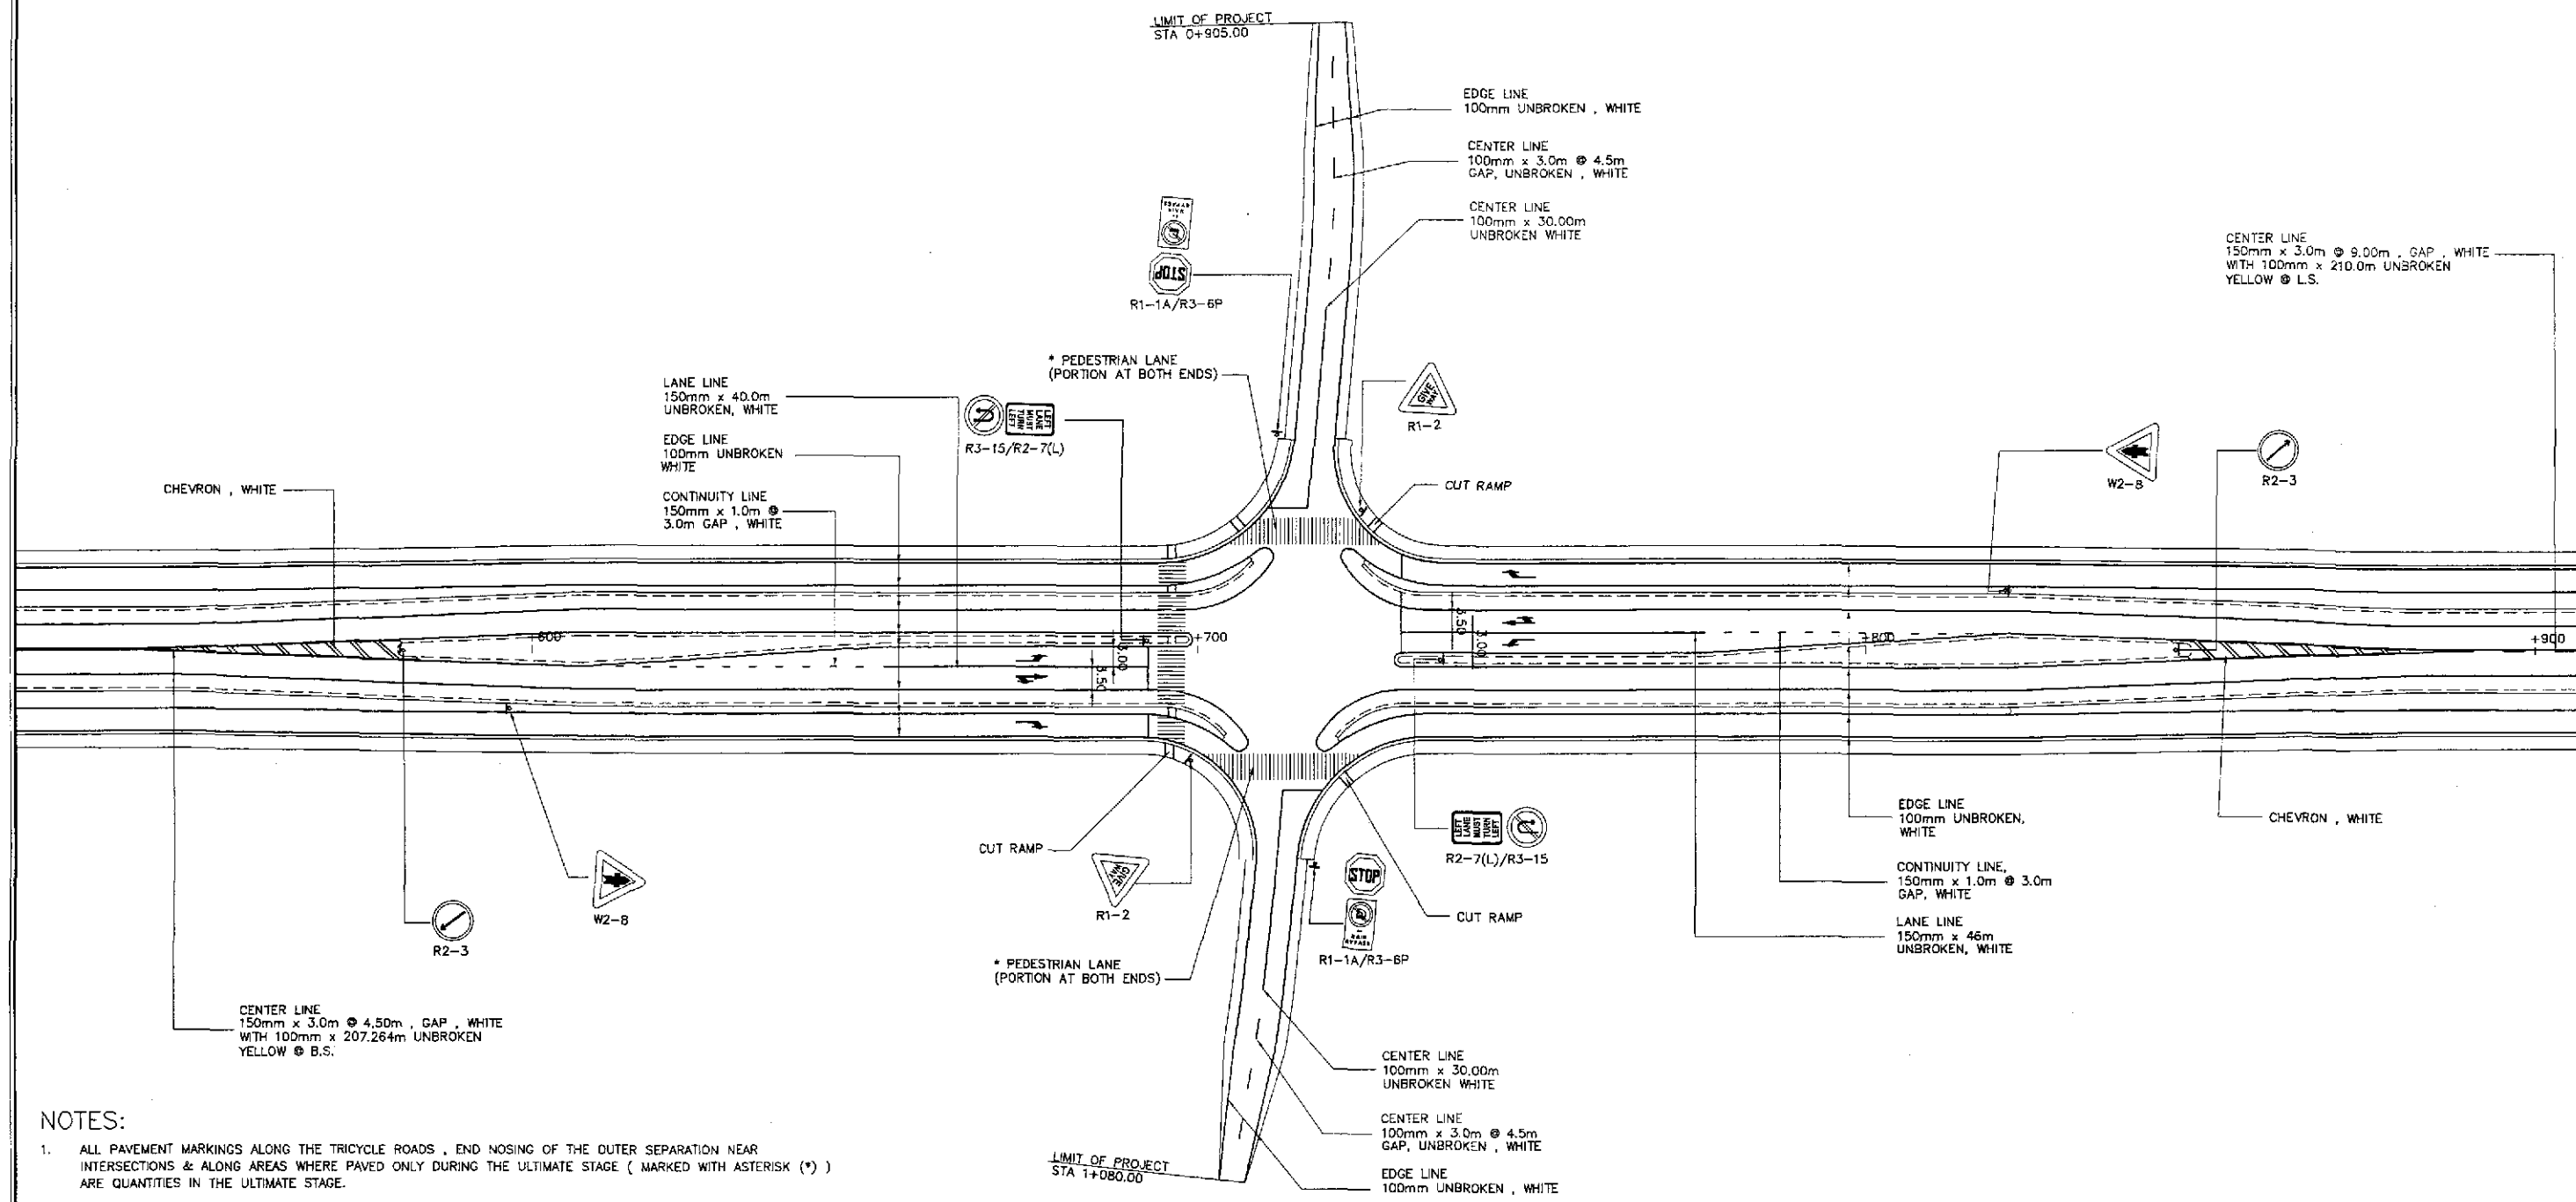 LIMIT OF PROJECT
STA 0+905.00
EDGE LINE
100mm UNBROKEN , WHITE
CENTER LINE
100mm x 3.0m @ 4.5m
GAP, UNBROKEN , WHITE
CENTER LINE
100mm x 30.00m
UNBROKEN WHITE
STOP
R1-1A/R3-6P
CENTER LINE
150mm x 3.0m @ 9.00m , GAP , WHITE
WITH 100mm x 210.0m UNBROKEN
YELLOW @ L.S.
* PEDESTRIAN LANE
(PORTION AT BOTH ENDS)
LANE LINE
150mm x 40.0m
UNBROKEN, WHITE
LEFT
LANE
MUST
TURN
LEFT
R3-15/R2-7(L)
GIVE
WAY
R1-2
EDGE LINE
100mm UNBROKEN
WHITE
CHEVRON , WHITE
CONTINUITY LINE
150mm x 1.0m @
3.0m GAP , WHITE
CUT RAMP
W2-8
R2-3
+600
+700
+800
+900
3.00
3.50
3.50
3.00
CUT RAMP
GIVE
WAY
R1-2
LEFT
LANE
MUST
TURN
LEFT
R2-7(L)/R3-15
STOP
MAIN
BYPASS
R1-1A/R3-6P
CUT RAMP
EDGE LINE
100mm UNBROKEN,
WHITE
CHEVRON , WHITE
CONTINUITY LINE,
150mm x 1.0m @ 3.0m
GAP, WHITE
LANE LINE
150mm x 46m
UNBROKEN, WHITE
W2-8
R2-3
* PEDESTRIAN LANE
(PORTION AT BOTH ENDS)
CENTER LINE
150mm x 3.0m @ 4.50m , GAP , WHITE
WITH 100mm x 207.264m UNBROKEN
YELLOW @ B.S.
CENTER LINE
100mm x 30.00m
UNBROKEN WHITE
CENTER LINE
100mm x 3.0m @ 4.5m
GAP, UNBROKEN , WHITE
EDGE LINE
100mm UNBROKEN , WHITE
LIMIT OF PROJECT
STA 1+080.00
NOTES:
1. ALL PAVEMENT MARKINGS ALONG THE TRICYCLE ROADS , END NOSING OF THE OUTER SEPARATION NEAR
INTERSECTIONS & ALONG AREAS WHERE PAVED ONLY DURING THE ULTIMATE STAGE ( MARKED WITH ASTERISK (*) )
ARE QUANTITIES IN THE ULTIMATE STAGE.